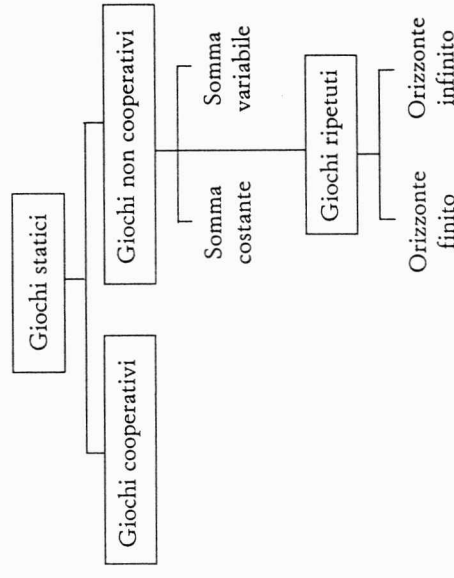 Giochi statici
Giochi cooperativi
Giochi non cooperativi
Somma
costante
Somma
variabile
Giochi ripetuti
Orizzonte
finito
Orizzonte
infinito